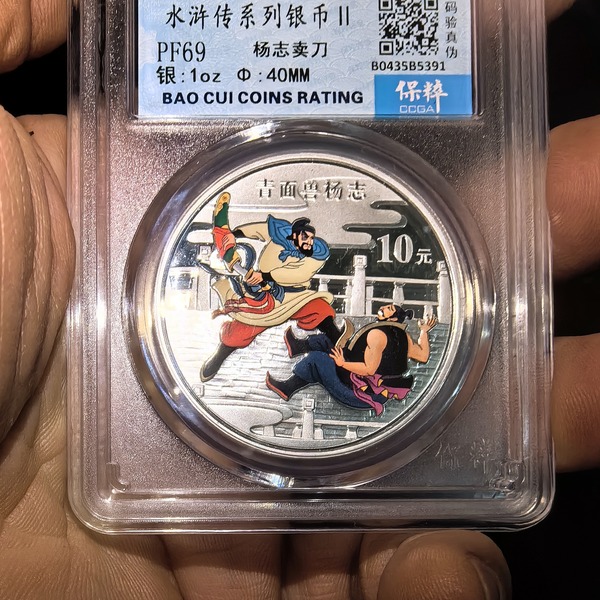 水浒传系列银币II
PF69 杨志卖刀
银:1oz Φ:40MM
BAO CUI COINS RATING
码验真伪
B0435B5391
保粹
CCGA
青面兽杨志
10元